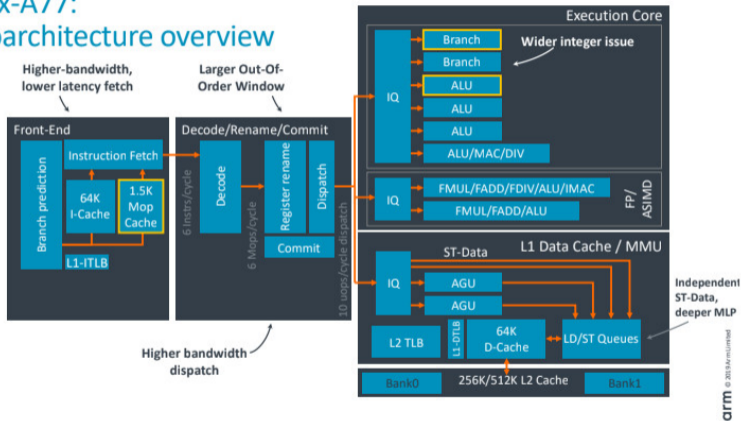 x-A77:
oarchitecture overview
Higher-bandwidth,
lower latency fetch
Larger Out-Of-
Order Window
Front-End
Branch prediction
Instruction Fetch
64K
I-Cache
1.5K
Mop
Cache
L1-ITLB
Decode/Rename/Commit
6 Instrs/cycle
Decode
6 Mops/cycle
Register rename
Dispatch
Commit
10 uops/cycle dispatch
Higher bandwidth
dispatch
Execution Core
IQ
Branch
Branch
ALU
ALU
ALU
ALU/MAC/DIV
Wider integer issue
IQ
FMUL/FADD/FDIV/ALU/IMAC
FMUL/FADD/ALU
FP/
ASIMD
L1 Data Cache / MMU
ST-Data
IQ
AGU
AGU
L2 TLB
L1-DTLB
64K
D-Cache
LD/ST Queues
Independent
ST-Data,
deeper MLP
Bank0
256K/512K L2 Cache
Bank1
arm
© 2019 Arm Limited